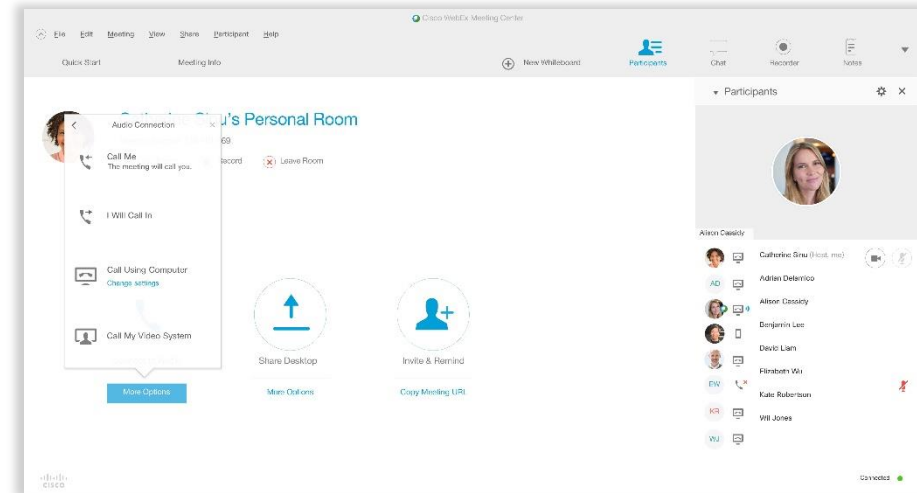 Cisco WebEx Meeting Center
File Edit Meeting View Share Participant Help
Quick Start Meeting Info New Whiteboard Participants Chat Recorder Notes
Participants
's Personal Room
Record Leave Room
Audio Connection
Call Me
The meeting will call you.
I Will Call In
Call Using Computer
Change settings
Call My Video System
More Options
Share Desktop
More Options
Invite & Remind
Copy Meeting URL
Alison Cassidy
Catherine Sinu (Host, me)
AD Adrian Delamico
Alison Cassidy
Benjamin Lee
David Liam
EW Elizabeth Wu
KR Kate Robertson
WJ Wil Jones
CISCO
Connected